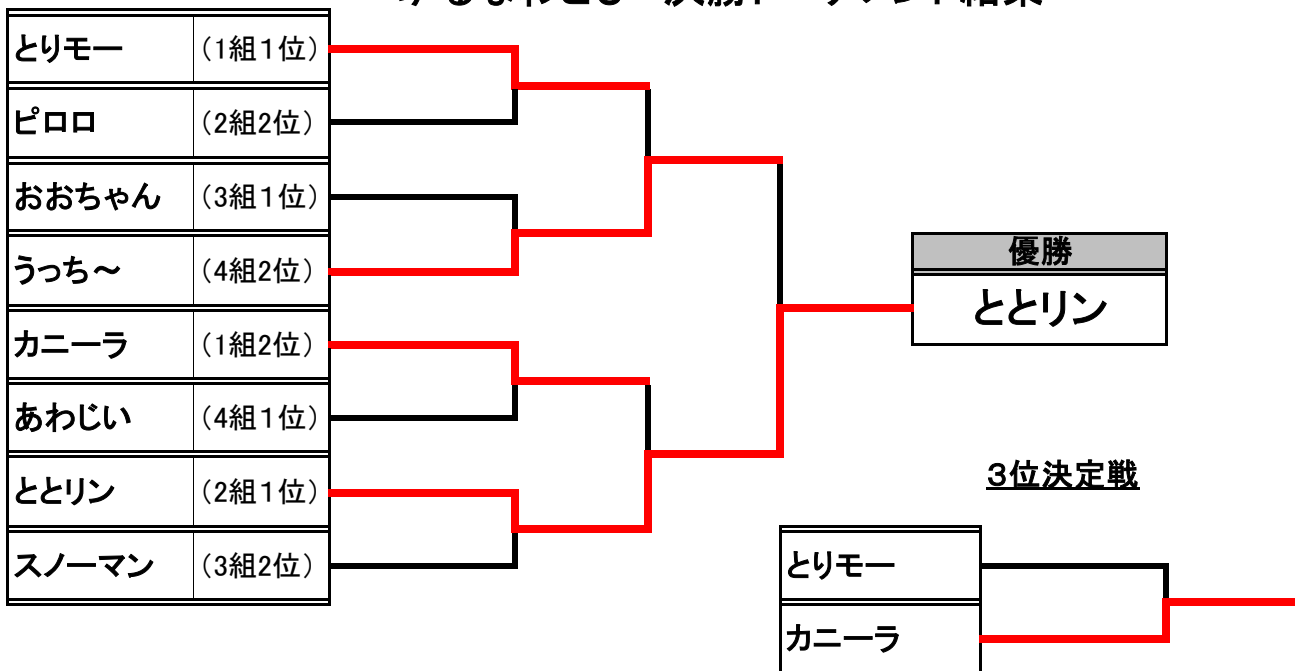 とりモー (1組1位)
ピロロ (2組2位)
おおちゃん (3組1位)
うっち～ (4組2位)
カニーラ (1組2位)
あわじい (4組1位)
ととリン (2組1位)
スノーマン (3組2位)
優勝
ととリン
3位決定戦
とりモー
カニーラ